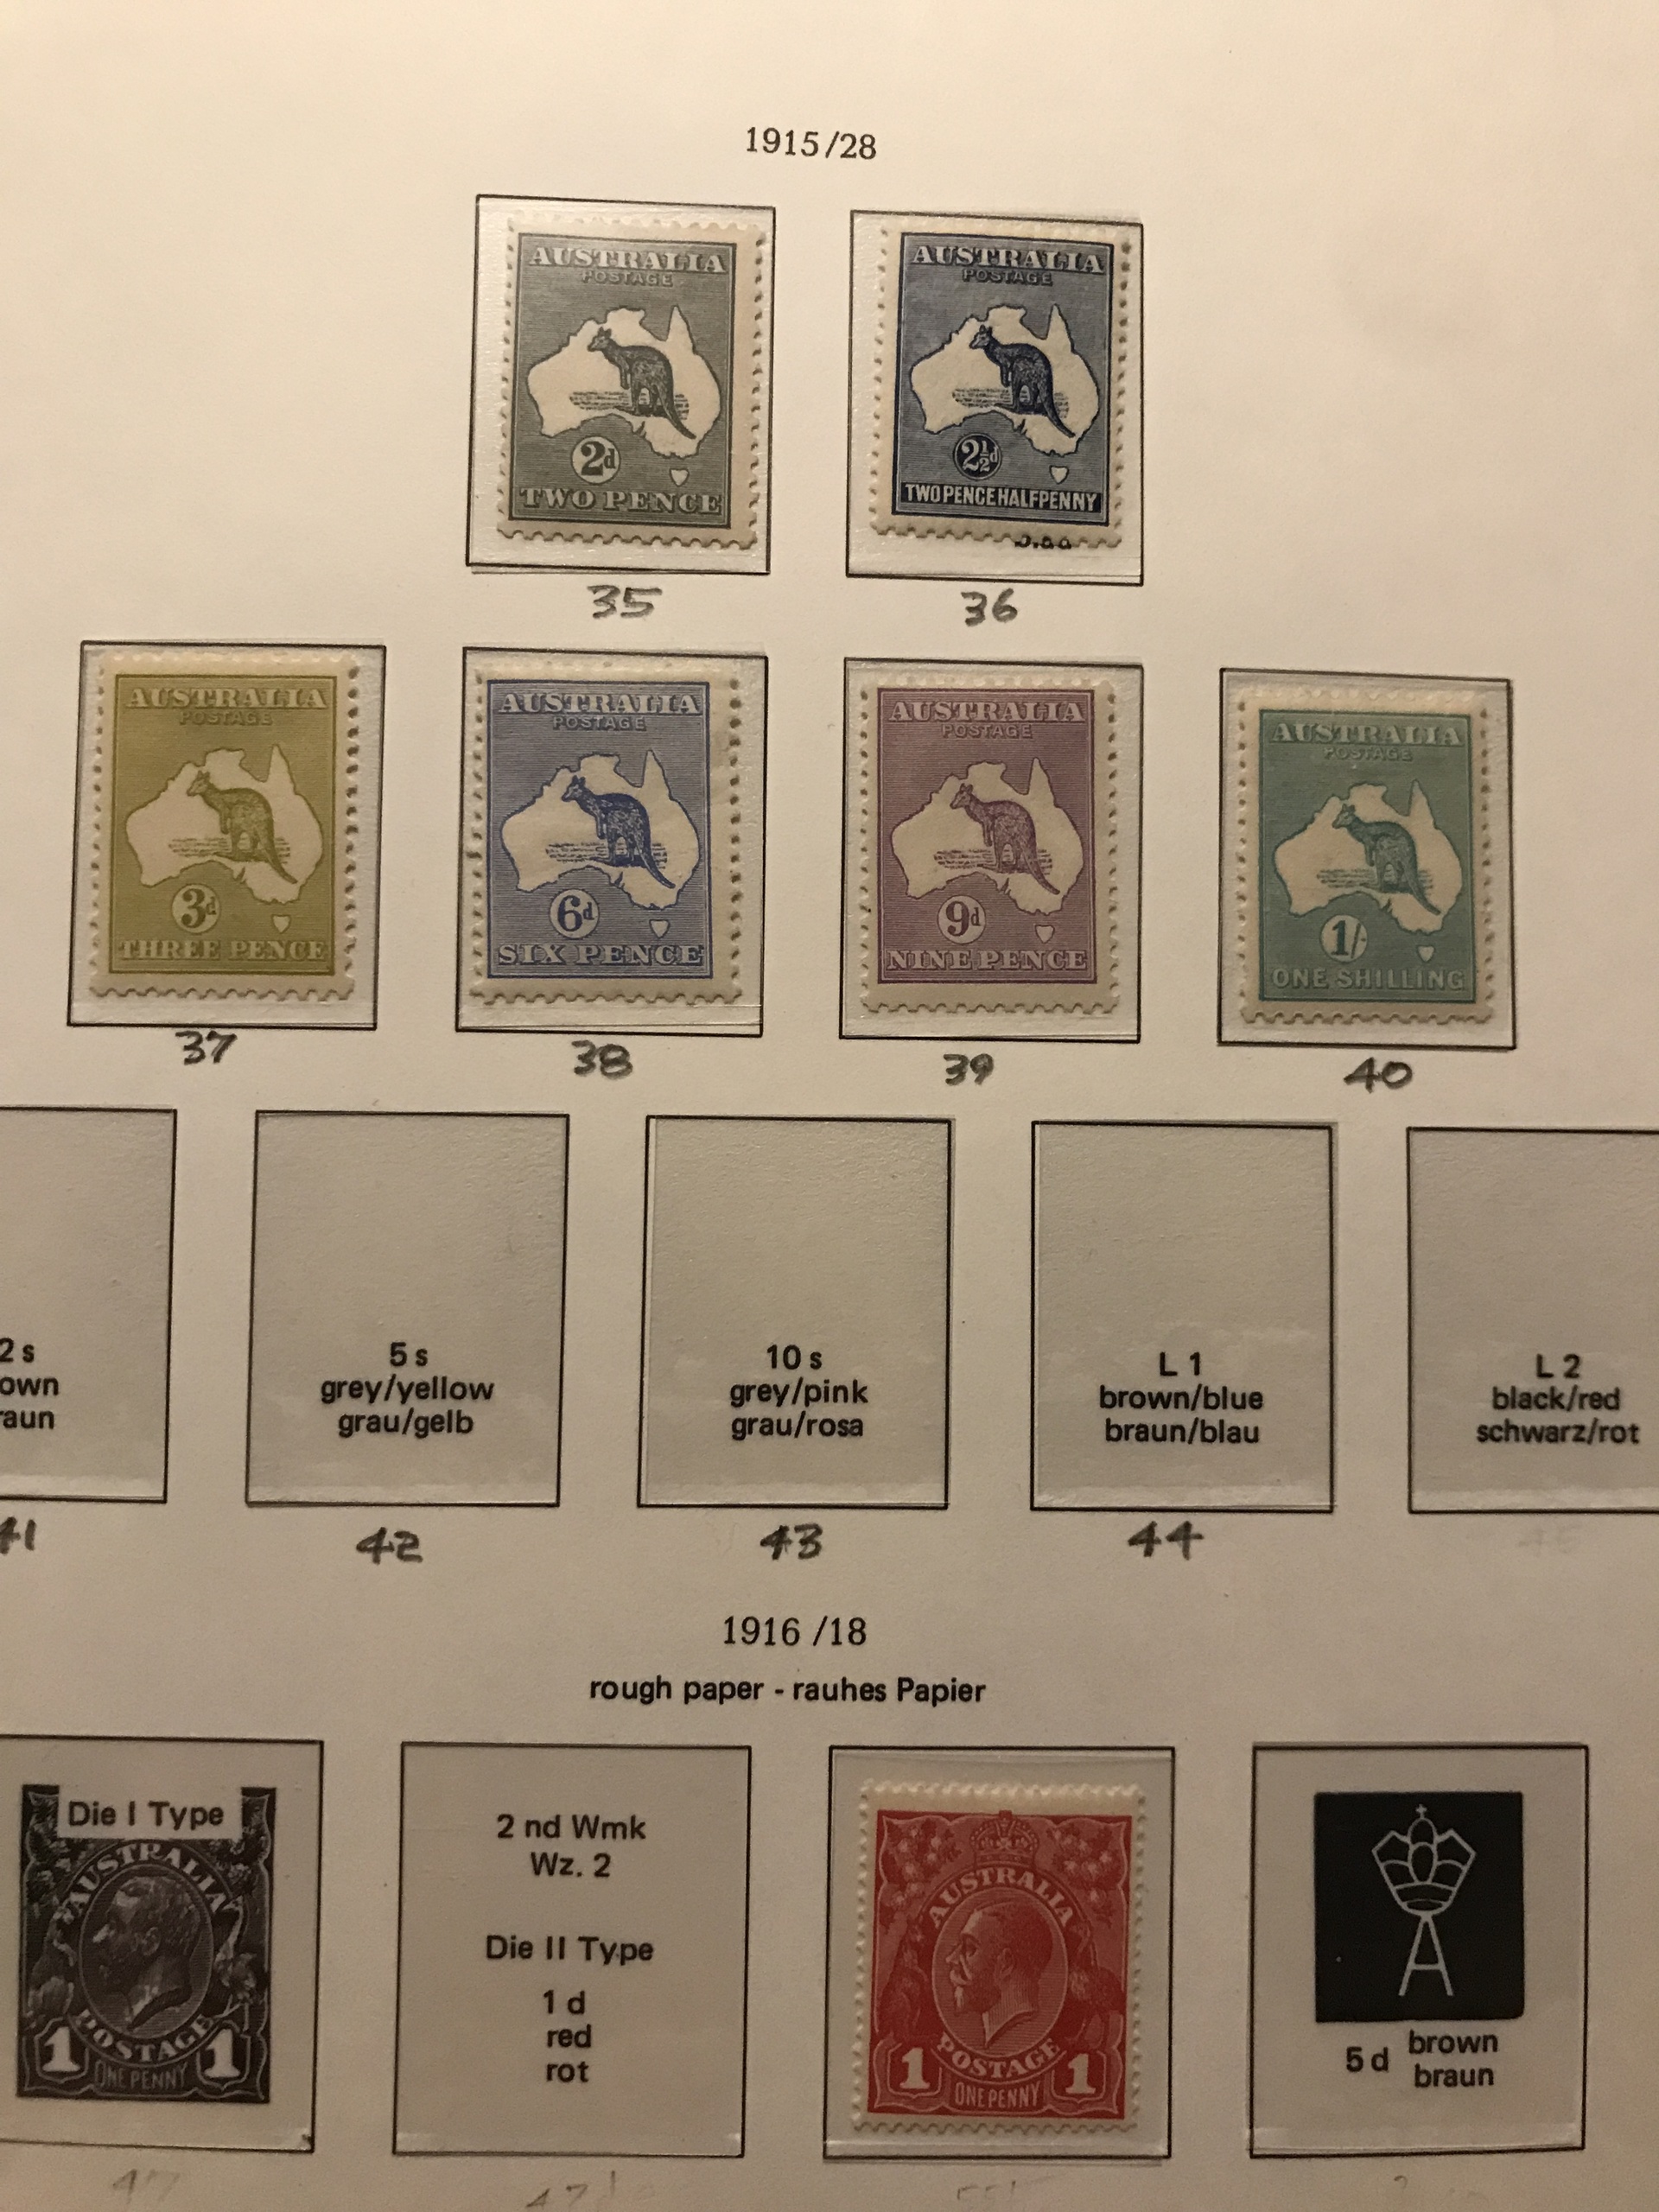 1915/28
AUSTRALIA
POSTAGE
2d
TWO PENCE
35
AUSTRALIA
POSTAGE
2½d
TWO PENCE HALFPENNY
36
AUSTRALIA
POSTAGE
3d
THREE PENCE
37
AUSTRALIA
POSTAGE
6d
SIX PENCE
38
AUSTRALIA
POSTAGE
9d
NINE PENCE
39
AUSTRALIA
POSTAGE
1/-
ONE SHILLING
40
2 s
own
raun
41
5 s
grey/yellow
grau/gelb
42
10 s
grey/pink
grau/rosa
43
L 1
brown/blue
braun/blau
44
L 2
black/red
schwarz/rot
1916 /18
rough paper - rauhes Papier
Die I Type
AUSTRALIA
POSTAGE
1 1
ONE PENNY
47
2 nd Wmk
Wz. 2
Die II Type
1 d
red
rot
AUSTRALIA
POSTAGE
1 1
ONE PENNY
A
5 d brown
braun